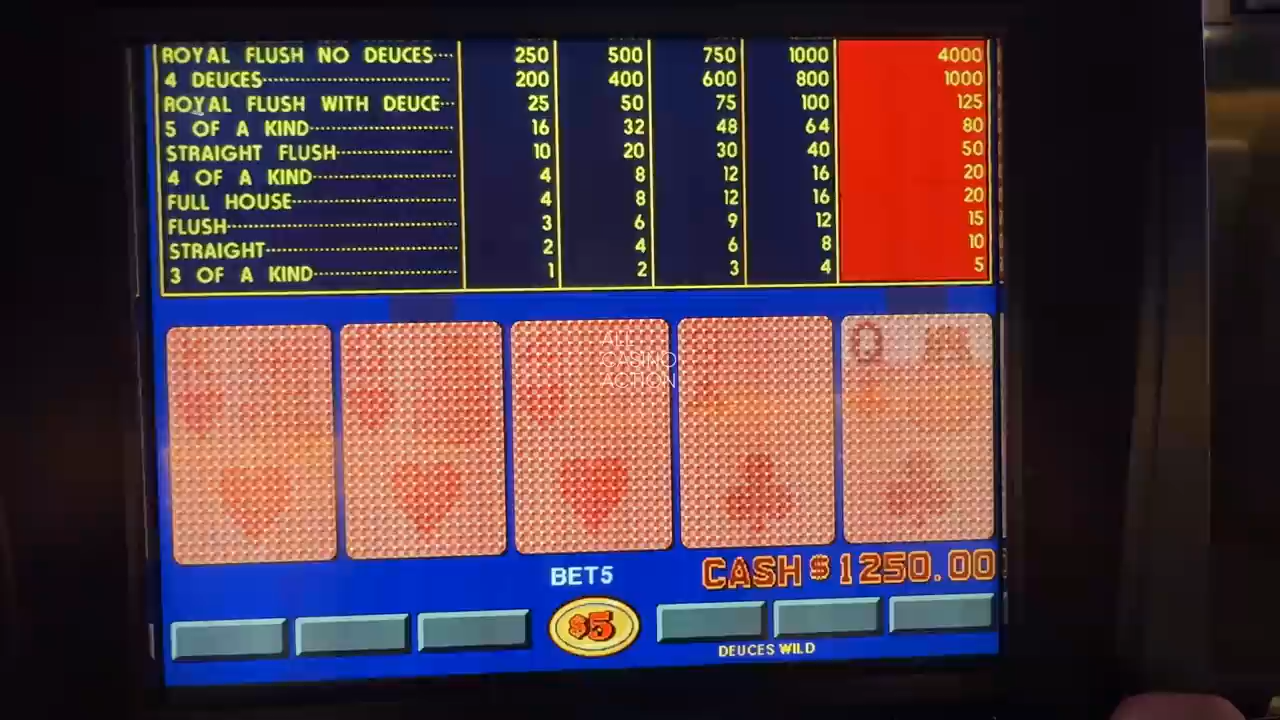 ROYAL FLUSH NO DEUCES 250 500 750 1000 4000
4 DEUCES 200 400 600 800 1000
ROYAL FLUSH WITH DEUCE 25 50 75 100 125
5 OF A KIND 16 32 48 64 80
STRAIGHT FLUSH 10 20 30 40 50
4 OF A KIND 4 8 12 16 20
FULL HOUSE 4 8 12 16 20
FLUSH 3 6 9 12 15
STRAIGHT 2 4 6 8 10
3 OF A KIND 1 2 3 4 5
ALL
CASINO
ACTION
BET5
CASH $1250.00
$5
DEUCES WILD